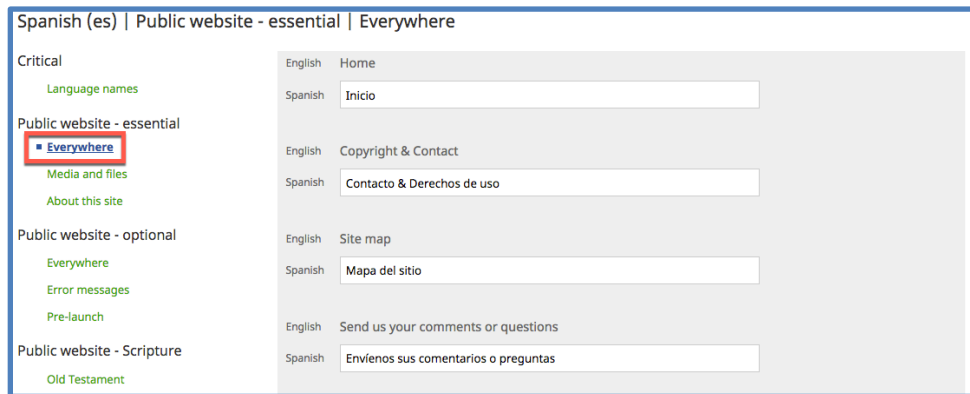 Spanish (es) | Public website - essential | Everywhere
Critical
Language names
Public website - essential
Everywhere
Media and files
About this site
Public website - optional
Everywhere
Error messages
Pre-launch
Public website - Scripture
Old Testament
English Home
Spanish Inicio
English Copyright & Contact
Spanish Contacto & Derechos de uso
English Site map
Spanish Mapa del sitio
English Send us your comments or questions
Spanish Envíenos sus comentarios o preguntas